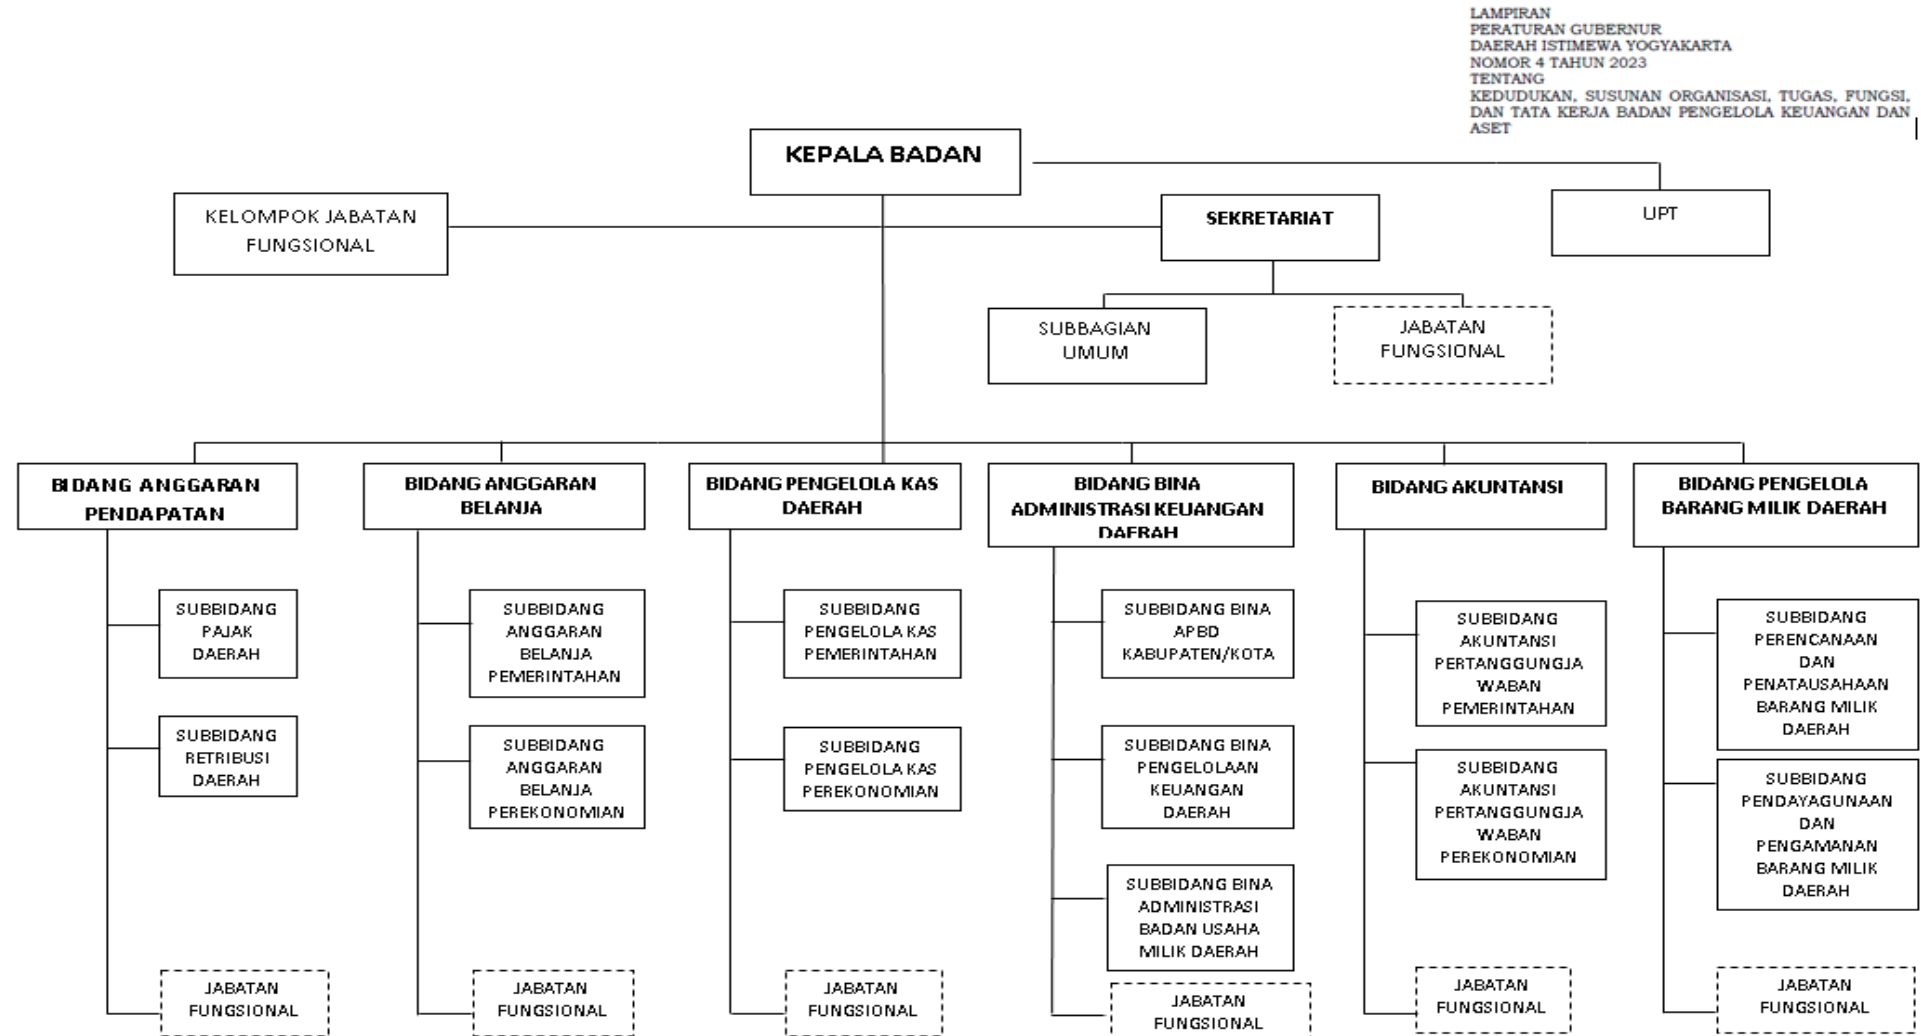 LAMPIRAN
PERATURAN GUBERNUR
DAERAH ISTIMEWA YOGYAKARTA
NOMOR 4 TAHUN 2023
TENTANG
KEDUDUKAN, SUSUNAN ORGANISASI, TUGAS, FUNGSI,
DAN TATA KERJA BADAN PENGELOLA KEUANGAN DAN
ASET
KEPALA BADAN
KELOMPOK JABATAN
FUNGSIONAL
SEKRETARIAT
UPT
SUBBAGIAN
UMUM
JABATAN
FUNGSIONAL
BIDANG ANGGARAN
PENDAPATAN
SUBBIDANG
PAJAK
DAERAH
SUBBIDANG
RETRIBUSI
DAERAH
JABATAN
FUNGSIONAL
BIDANG ANGGARAN
BELANJA
SUBBIDANG
ANGGARAN
BELANJA
PEMERINTAHAN
SUBBIDANG
ANGGARAN
BELANJA
PEREKONOMIAN
JABATAN
FUNGSIONAL
BIDANG PENGELOLA KAS
DAERAH
SUBBIDANG
PENGELOLA KAS
PEMERINTAHAN
SUBBIDANG
PENGELOLA KAS
PEREKONOMIAN
JABATAN
FUNGSIONAL
BIDANG BINA
ADMINISTRASI KEUANGAN
DAERAH
SUBBIDANG BINA
APBD
KABUPATEN/KOTA
SUBBIDANG BINA
PENGELOLAAN
KEUANGAN
DAERAH
SUBBIDANG BINA
ADMINISTRASI
BADAN USAHA
MILIK DAERAH
JABATAN
FUNGSIONAL
BIDANG AKUNTANSI
SUBBIDANG
AKUNTANSI
PERTANGGUNGJA
WABAN
PEMERINTAHAN
SUBBIDANG
AKUNTANSI
PERTANGGUNGJA
WABAN
PEREKONOMIAN
JABATAN
FUNGSIONAL
BIDANG PENGELOLA
BARANG MILIK DAERAH
SUBBIDANG
PERENCANAAN
DAN
PENATAUSAHAAN
BARANG MILIK
DAERAH
SUBBIDANG
PENDAYAGUNAAN
DAN
PENGAMANAN
BARANG MILIK
DAERAH
JABATAN
FUNGSIONAL